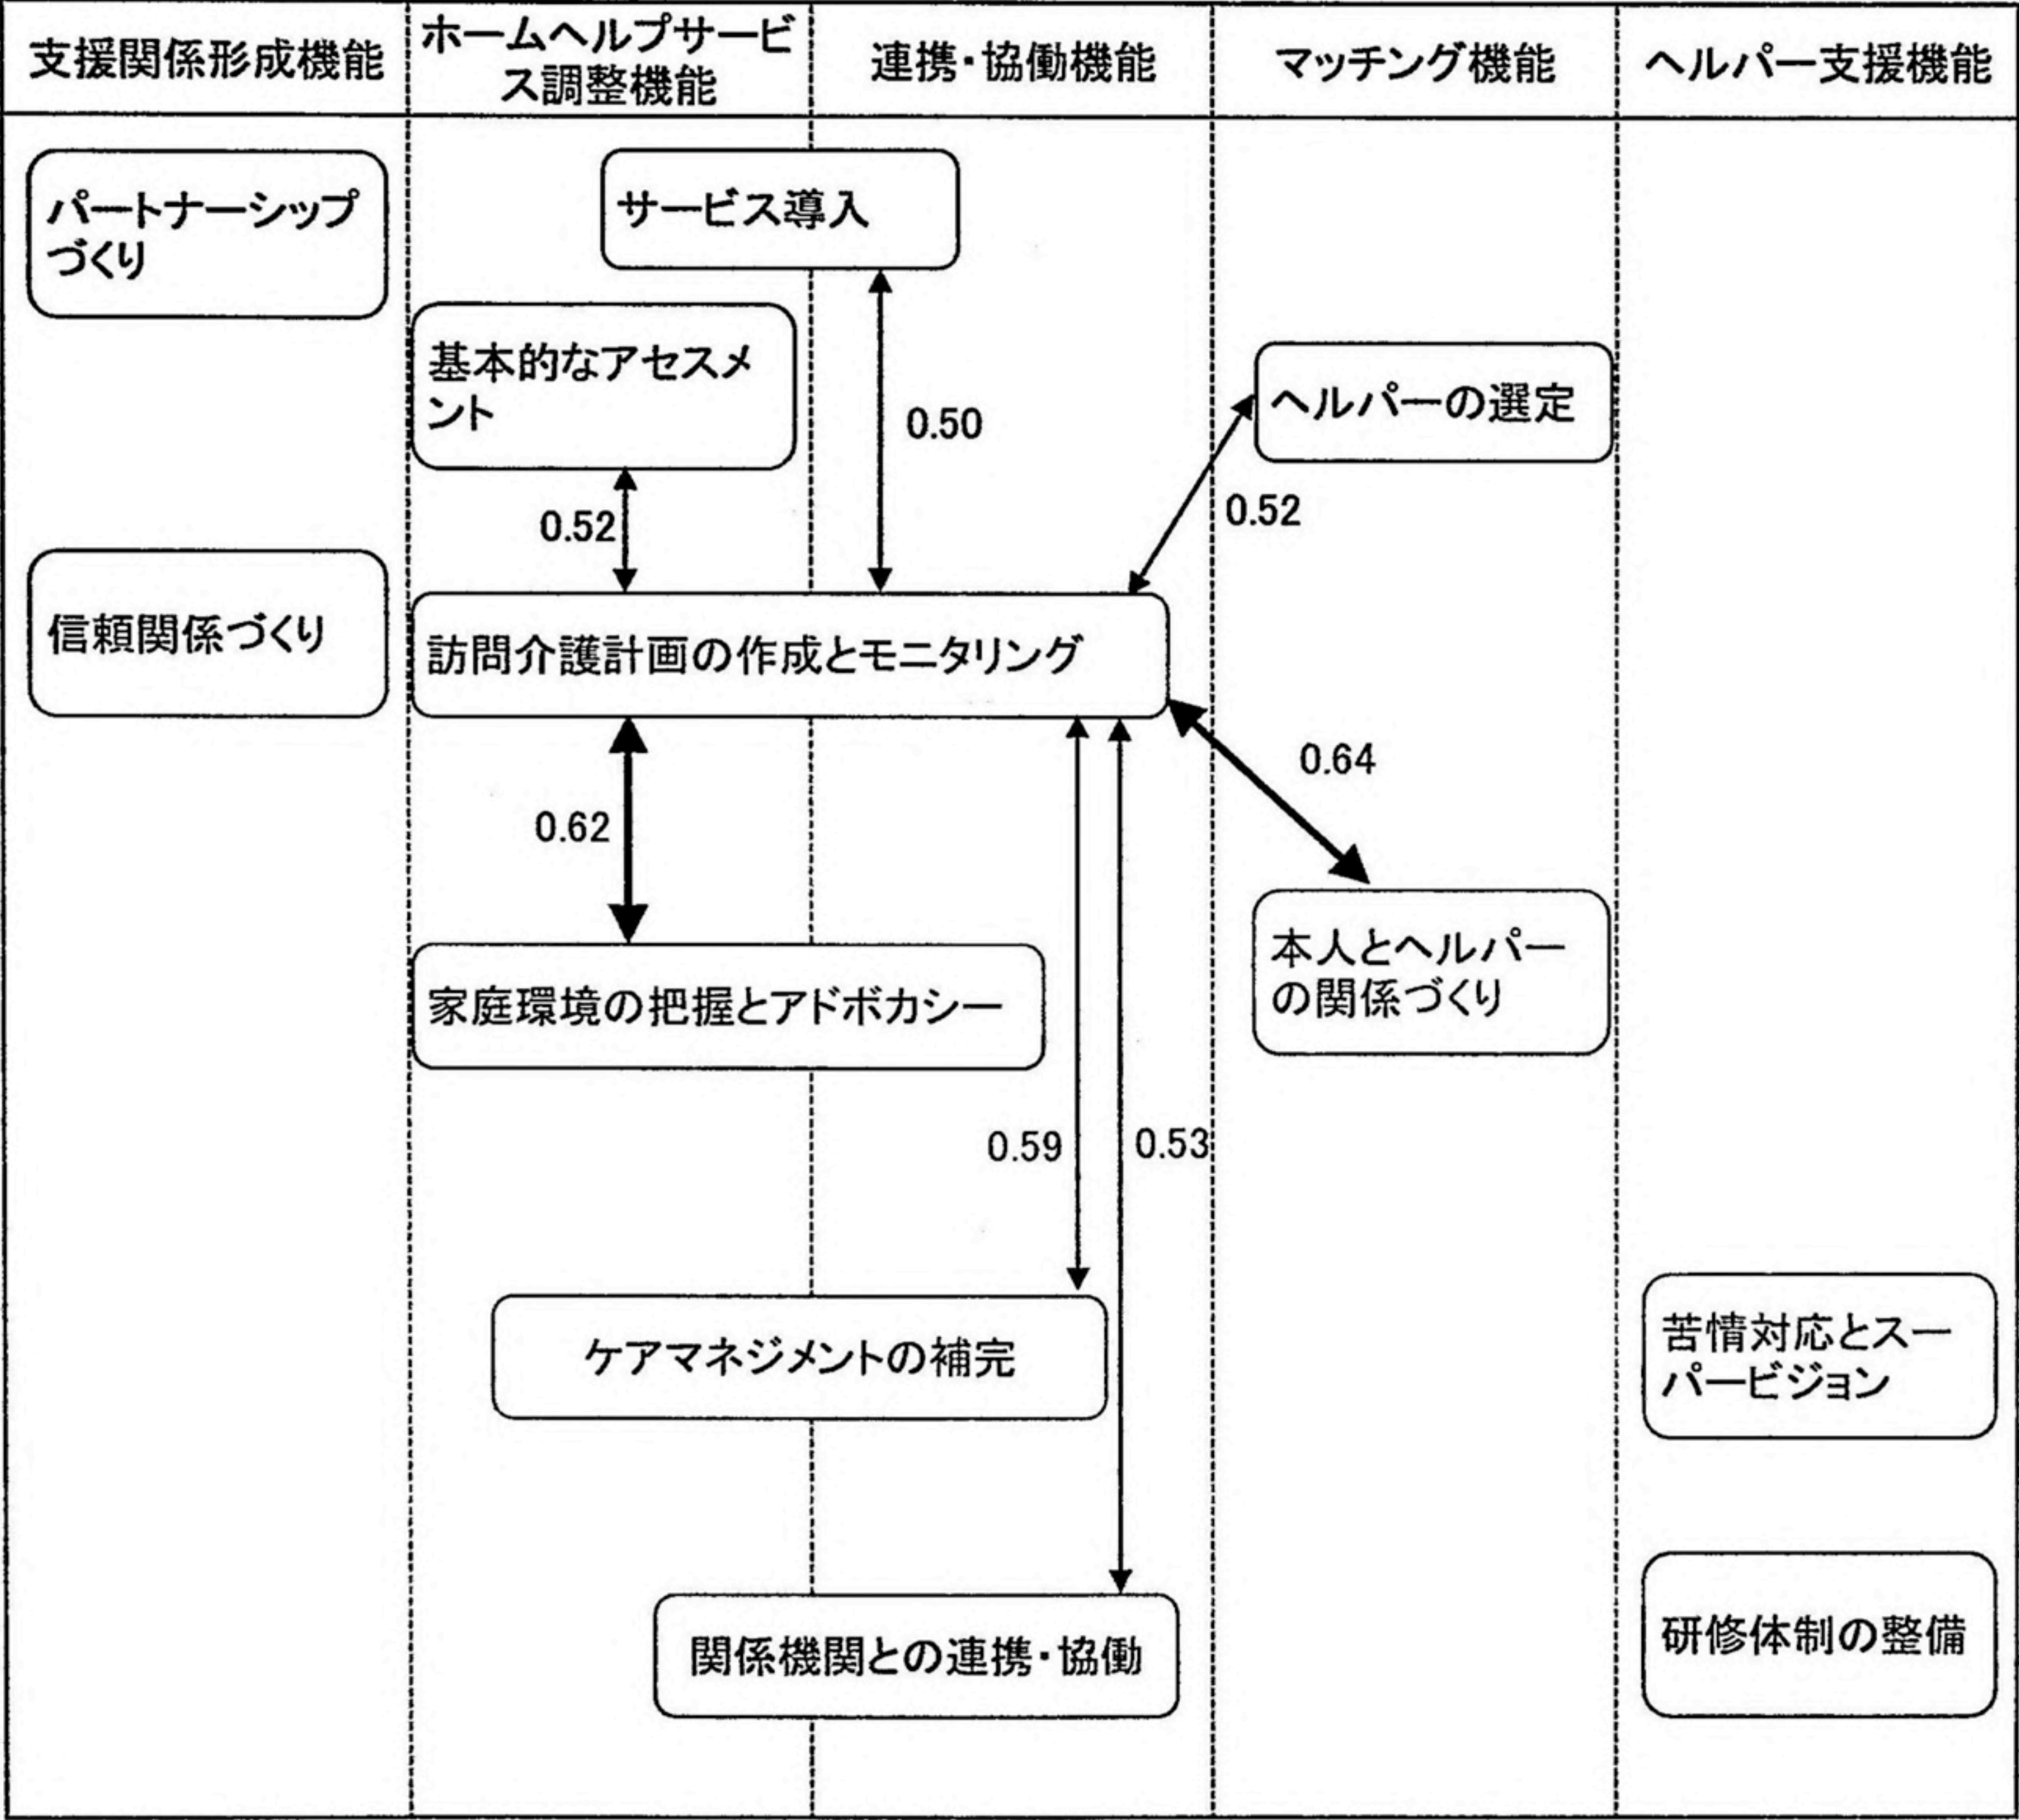 支援関係形成機能
ホームヘルプサービ
ス調整機能
連携・協働機能
マッチング機能
ヘルパー支援機能
パートナーシップ
づくり
サービス導入
基本的なアセスメ
ント
0.50
ヘルパーの選定
0.52
0.52
信頼関係づくり
訪問介護計画の作成とモニタリング
0.64
0.62
本人とヘルパー
の関係づくり
家庭環境の把握とアドボカシー
0.59
0.53
ケアマネジメントの補完
苦情対応とスー
パービジョン
研修体制の整備
関係機関との連携・協働